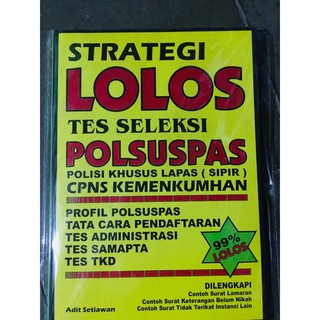 STRATEGI
LOLOS
TES SELEKSI
POLSUSPAS
POLISI KHUSUS LAPAS ( SIPIR )
CPNS KEMENKUMHAN
PROFIL POLSUSPAS
TATA CARA PENDAFTARAN
TES ADMINISTRASI
TES SAMAPTA
TES TKD
99%
LOLOS
DILENGKAPI
Contoh Surat Lamaran
Contoh Surat Keterangan Belum Nikah
Contoh Surat Tidak Terikat Instansi Lain
Adit Setiawan